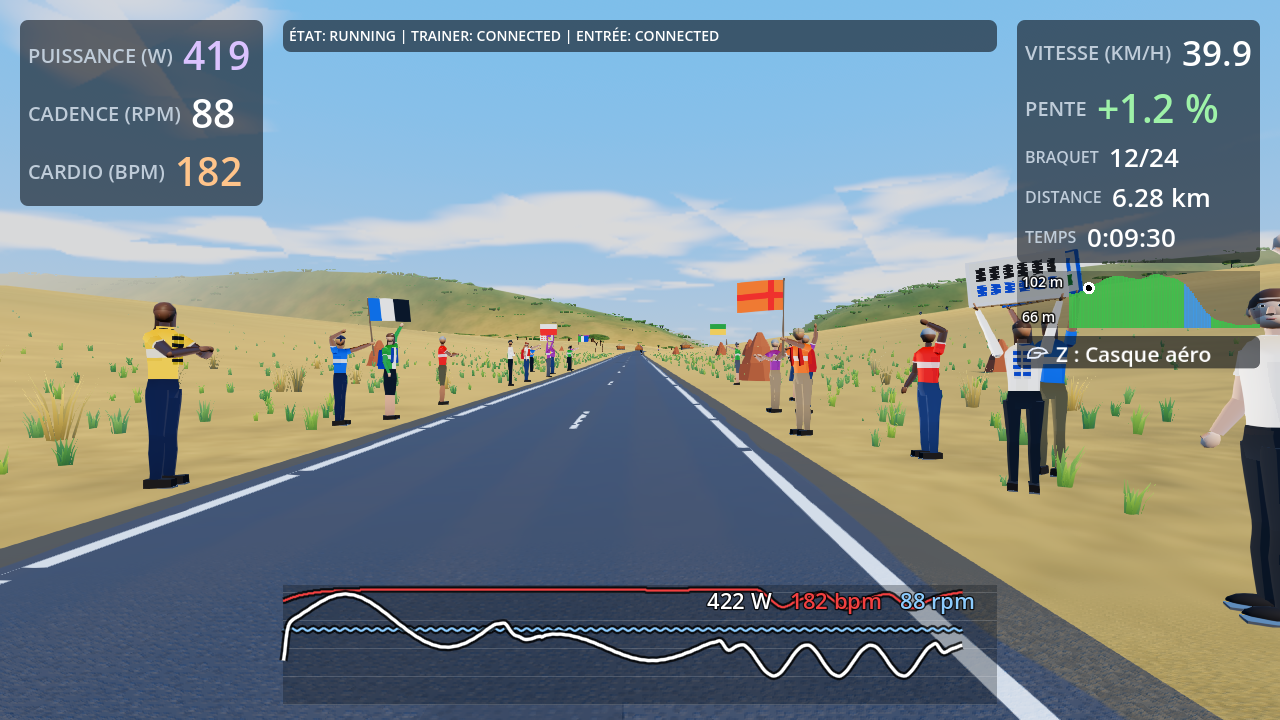 PUISSANCE (W) 419
CADENCE (RPM) 88
CARDIO (BPM) 182
ÉTAT: RUNNING | TRAINER: CONNECTED | ENTRÉE: CONNECTED
VITESSE (KM/H) 39.9
PENTE +1.2 %
BRAQUET 12/24
DISTANCE 6.28 km
TEMPS 0:09:30
102 m
66 m
Z : Casque aéro
422 W 182 bpm 88 rpm